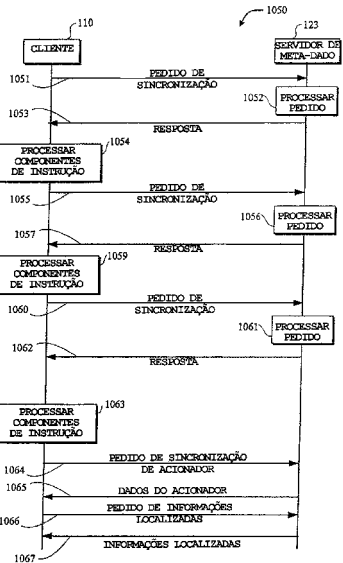 1050
110
123
CLIENTE
SERVIDOR DE
META-DADO
PEDIDO DE
SINCRONIZAÇÃO
1051
1052
PROCESSAR
PEDIDO
1053
RESPOSTA
1054
PROCESSAR
COMPONENTES
DE INSTRUÇÃO
PEDIDO DE
SINCRONIZAÇÃO
1055
1056
PROCESSAR
PEDIDO
1057
RESPOSTA
1059
PROCESSAR
COMPONENTES
DE INSTRUÇÃO
PEDIDO DE
SINCRONIZAÇÃO
1060
1061
PROCESSAR
PEDIDO
1062
RESPOSTA
1063
PROCESSAR
COMPONENTES
DE INSTRUÇÃO
PEDIDO DE SINCRONIZAÇÃO
DE ACIONADOR
1064
1065
DADOS DO ACIONADOR
PEDIDO DE INFORMAÇÕES
LOCALIZADAS
1066
INFORMAÇÕES LOCALIZADAS
1067